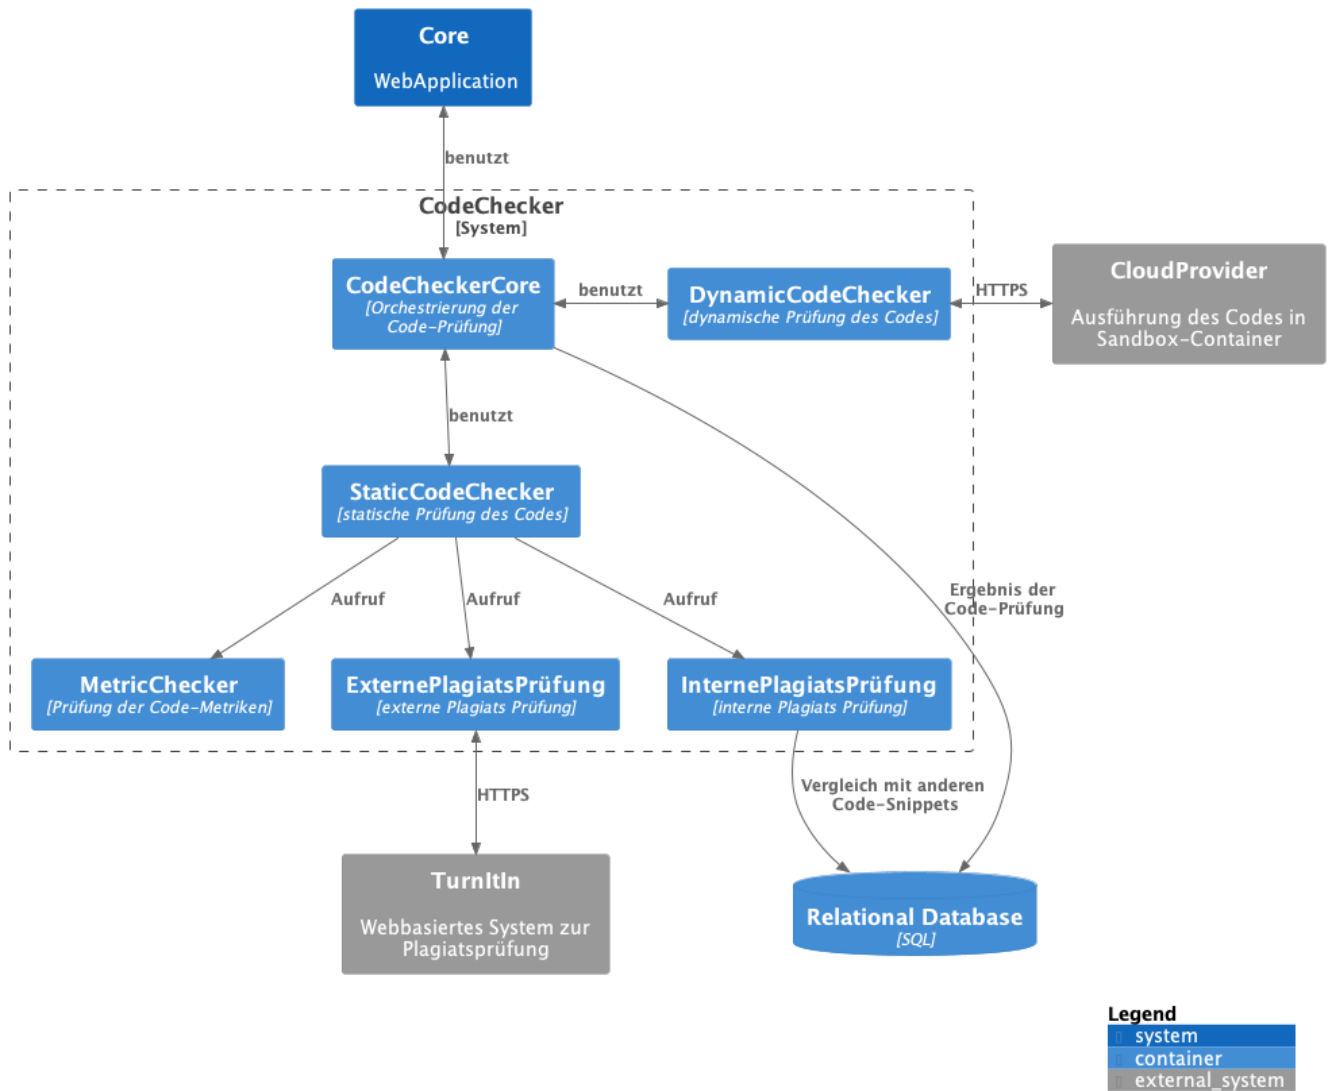 Core
WebApplication
benutzt
CodeChecker
[System]
CodeCheckerCore
[Orchestrierung der
Code-Prüfung]
benutzt
DynamicCodeChecker
[dynamische Prüfung des Codes]
HTTPS
CloudProvider
Ausführung des Codes in
Sandbox-Container
benutzt
StaticCodeChecker
[statische Prüfung des Codes]
Aufruf
Aufruf
Aufruf
Ergebnis der
Code-Prüfung
MetricChecker
[Prüfung der Code-Metriken]
ExternePlagiatsPrüfung
[externe Plagiats Prüfung]
InternePlagiatsPrüfung
[interne Plagiats Prüfung]
HTTPS
Vergleich mit anderen
Code-Snippets
TurnItIn
Webbasiertes System zur
Plagiatsprüfung
Relational Database
[SQL]
Legend
system
container
external_system